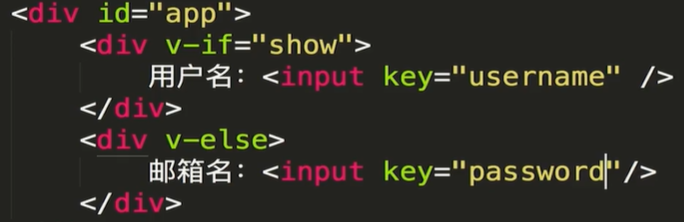 <div id="app">
<div v-if="show">
用户名：<input key="username" />
</div>
<div v-else>
邮箱名：<input key="password"/>
</div>